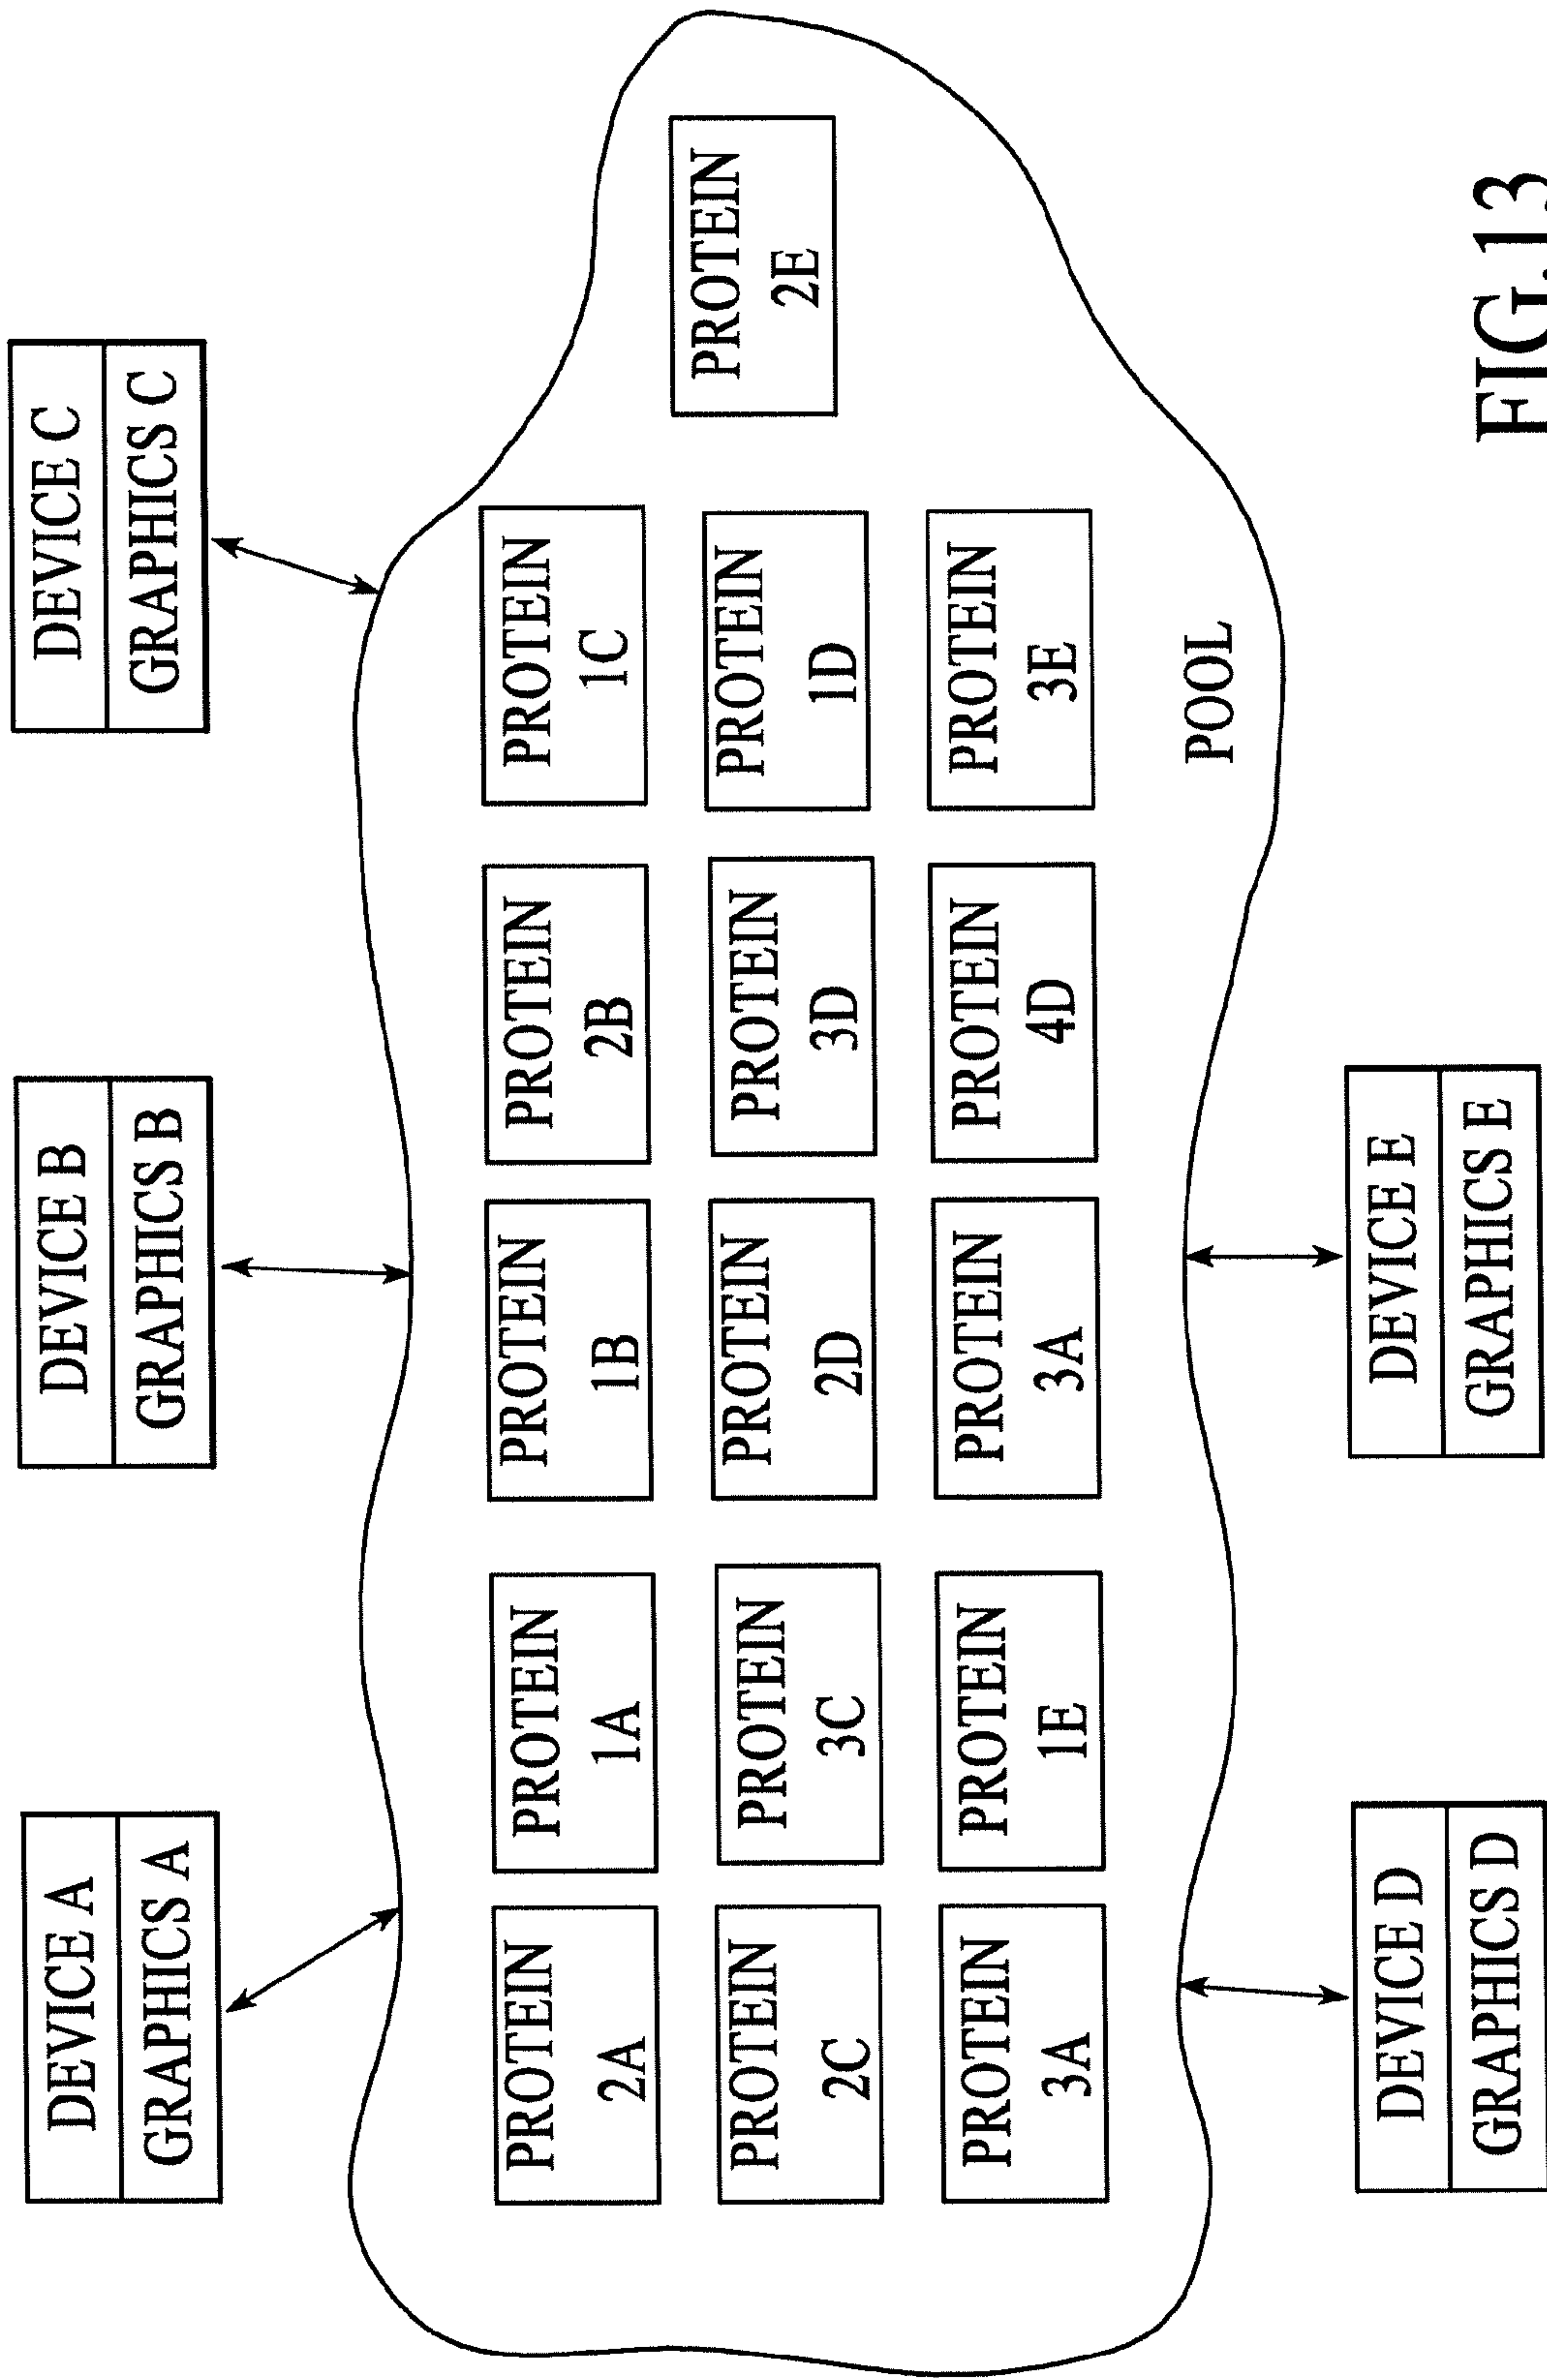 DEVICE A
GRAPHICS A
DEVICE B
GRAPHICS B
DEVICE C
GRAPHICS C
PROTEIN
2A
PROTEIN
1A
PROTEIN
1B
PROTEIN
2B
PROTEIN
1C
PROTEIN
2E
PROTEIN
2C
PROTEIN
3C
PROTEIN
2D
PROTEIN
3D
PROTEIN
1D
PROTEIN
3A
PROTEIN
1E
PROTEIN
3A
PROTEIN
4D
PROTEIN
3E
POOL
DEVICE D
GRAPHICS D
DEVICE E
GRAPHICS E
FIG.13